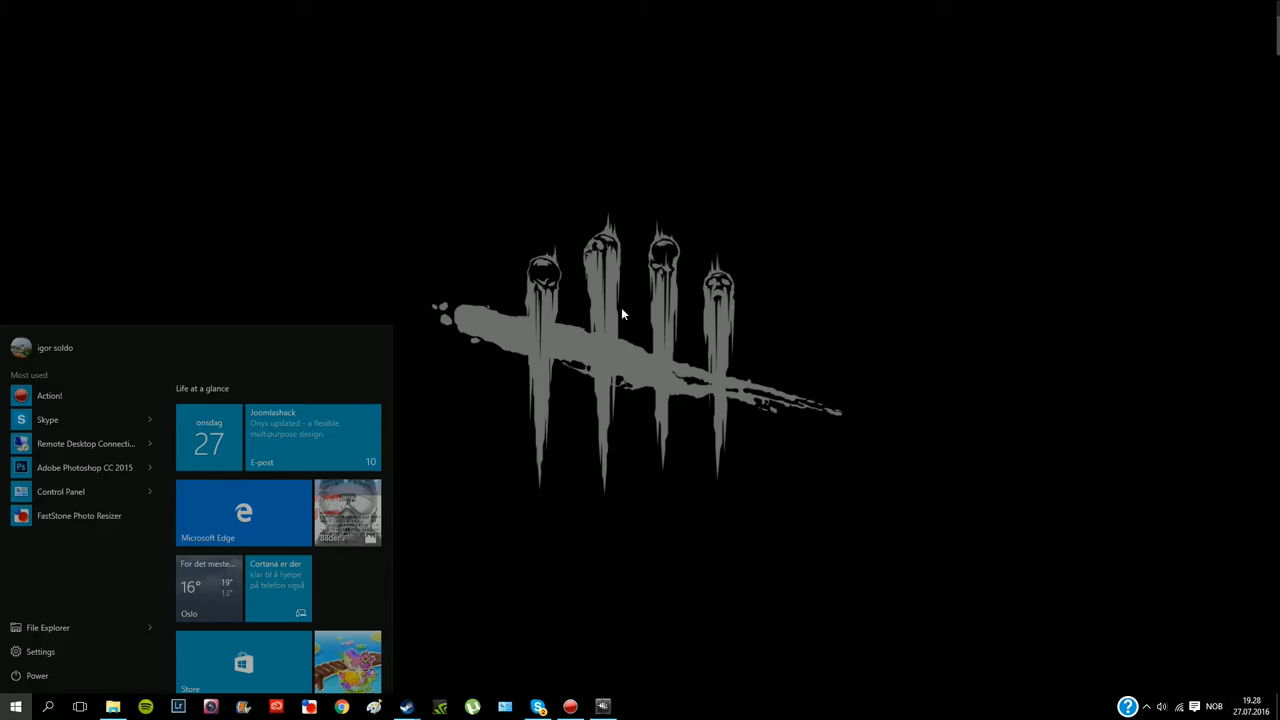 igor soldo
Most used
Action!
Skype
Remote Desktop Connecti...
Adobe Photoshop CC 2015
Control Panel
FastStone Photo Resizer
File Explorer
Settings
Power
Life at a glance
onsdag
27
Joomlashack
Onyx updated - a flexible,
multipurpose design.
E-post 10
Microsoft Edge
Bilder
For det meste...
16° 19°
13°
Oslo
Cortana er der
klar til å hjelpe
på telefon også
Store
Lr
NOB
19.28
27.07.2016